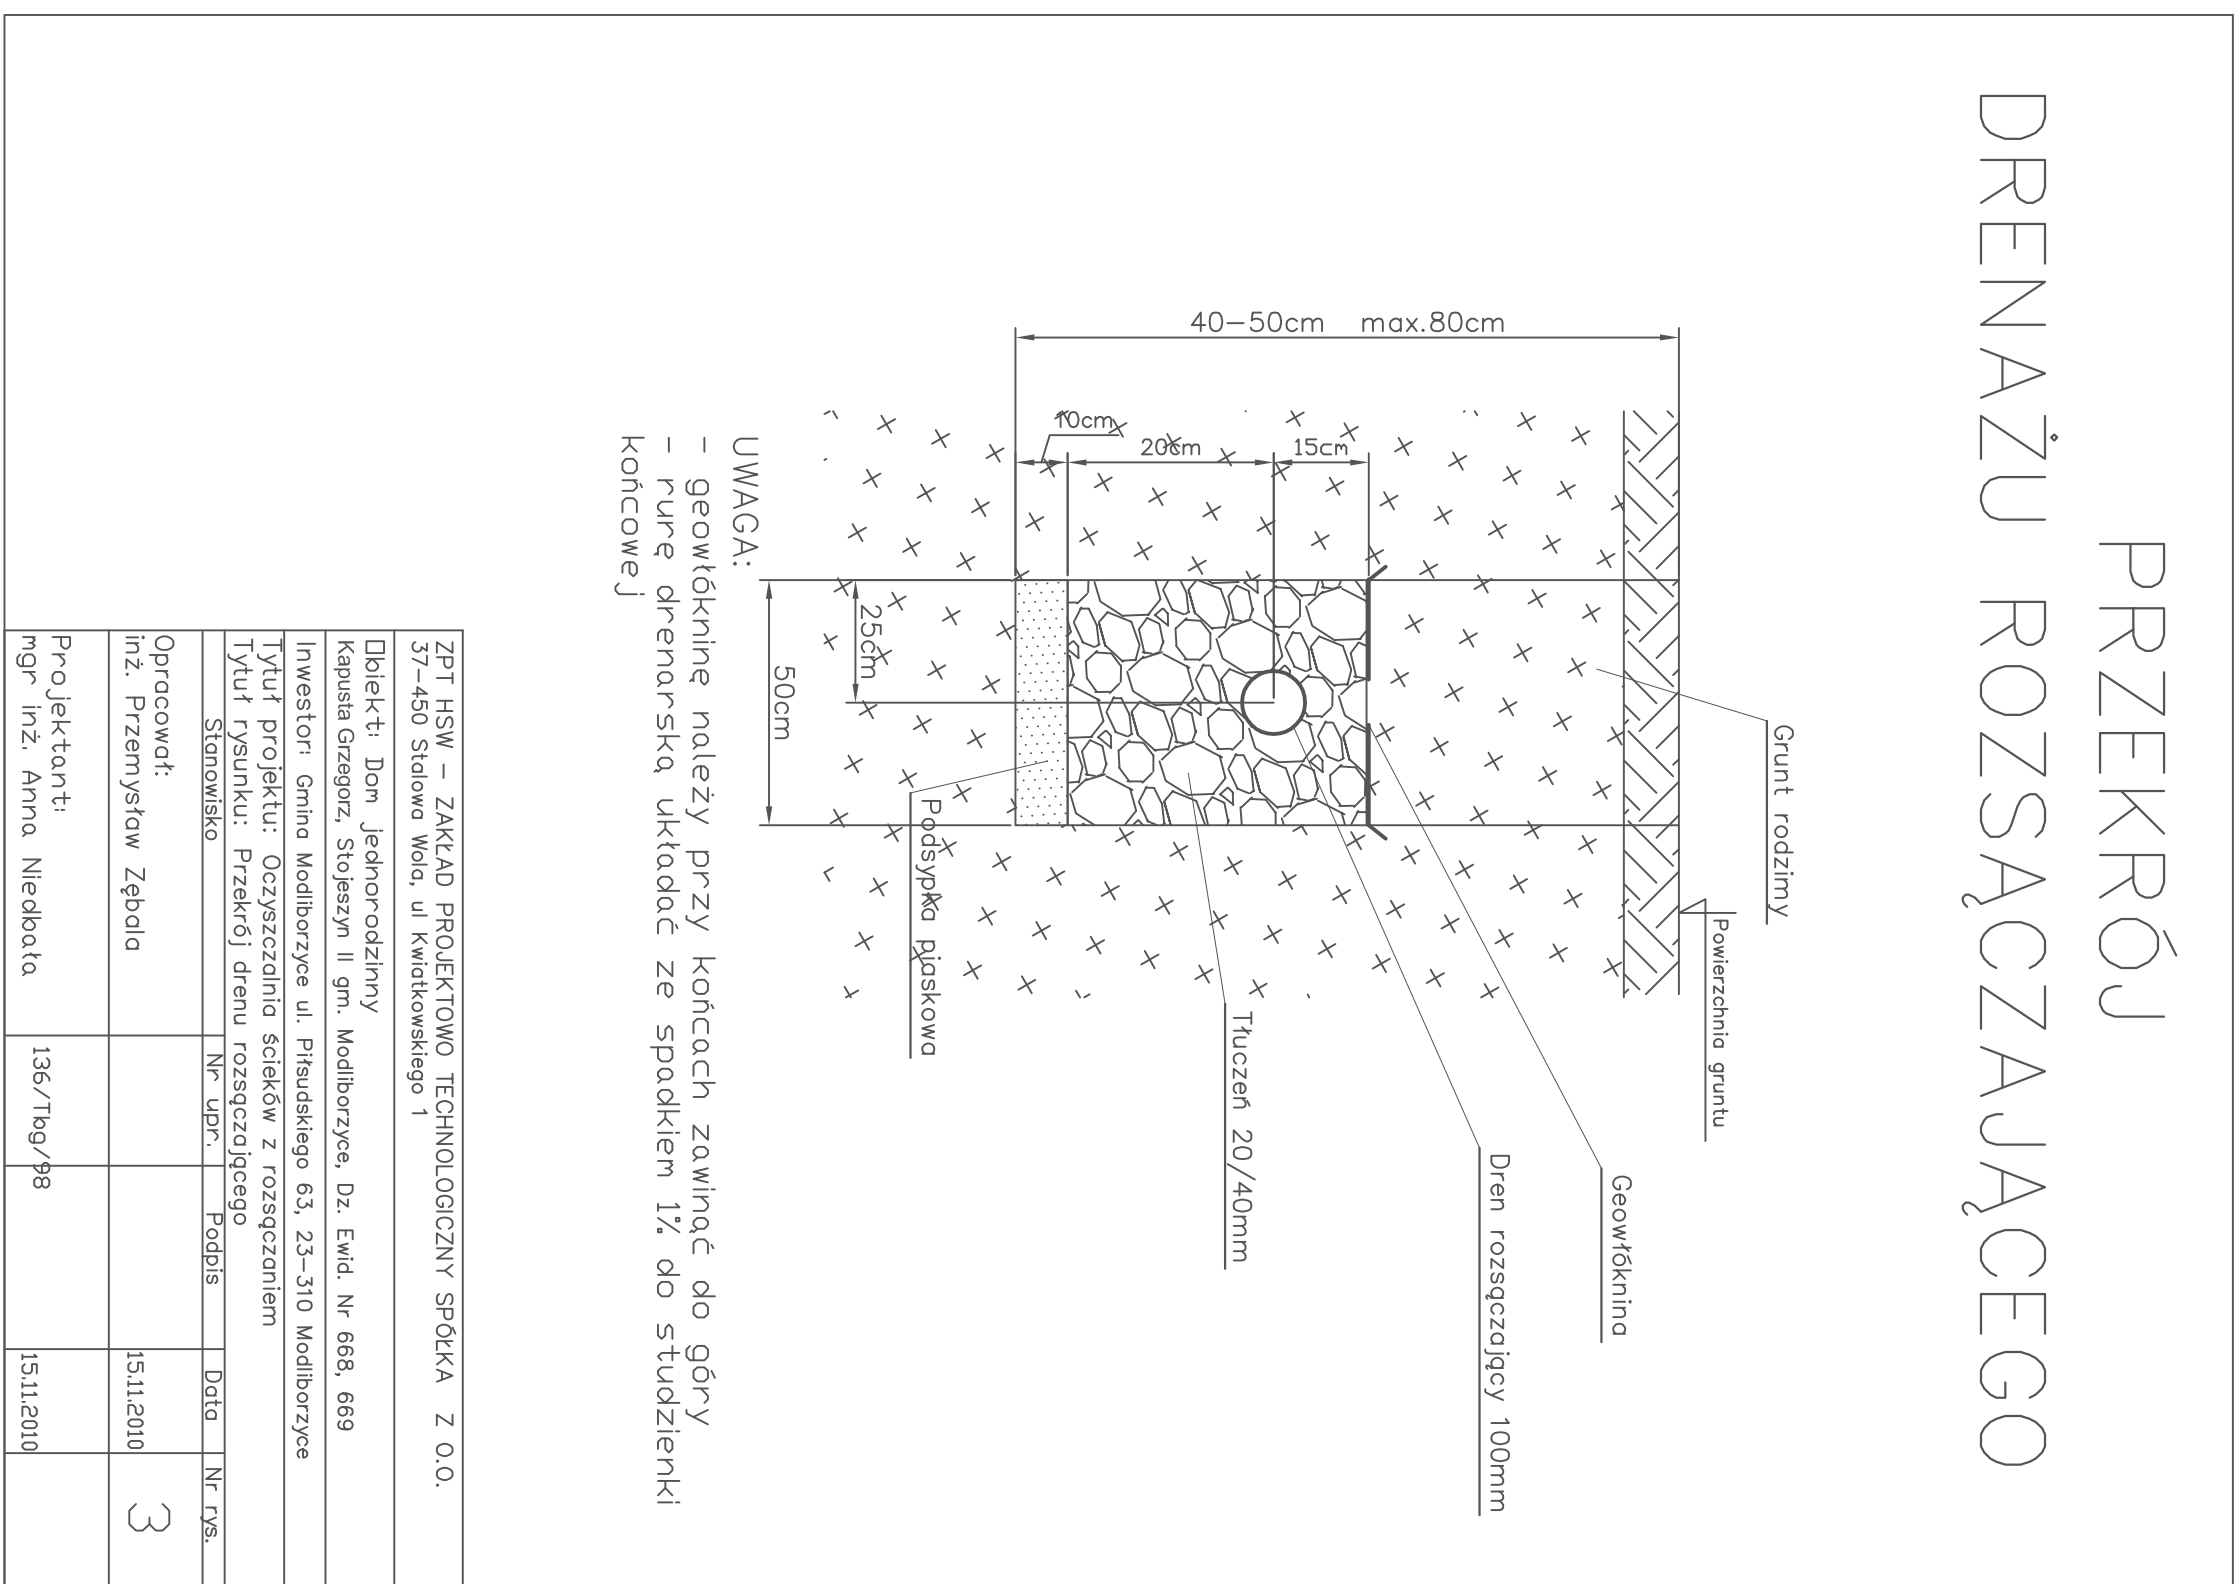 PRZEKRÓJ
DRENAŻU ROZSĄCZAJĄCEGO
Grunt rodzimy
Powierzchnia gruntu
Geowłóknina
Dren rozsączający 100mm
Tłuczeń 20/40mm
Podsypka piaskowa
40-50cm max.80cm
10cm
20cm
15cm
25cm
50cm
UWAGA:
- geowłókninę należy przy końcach zawinąć do góry
- rurę drenarską układać ze spadkiem 1% do studzienki
końcowej
ZPT HSW - ZAKŁAD PROJEKTOWO TECHNOLOGICZNY SPÓŁKA Z O.O.
37-450 Stalowa Wola, ul Kwiatkowskiego 1
Obiekt: Dom jednorodzinny
Kapusta Grzegorz, Stojeszyn II gm. Modliborzyce, Dz. Ewid. Nr 668, 669
Inwestor: Gmina Modliborzyce ul. Piłsudskiego 63, 23-310 Modliborzyce
Tytuł projektu: Oczyszczalnia ścieków z rozsączaniem
Tytuł rysunku: Przekrój drenu rozsączającego
Stanowisko Nr upr. Podpis Data Nr rys.
Opracował:
inż. Przemysław Zębala 15.11.2010 3
Projektant:
mgr inż. Anna Niedbała 136/Tbg/98 15.11.2010